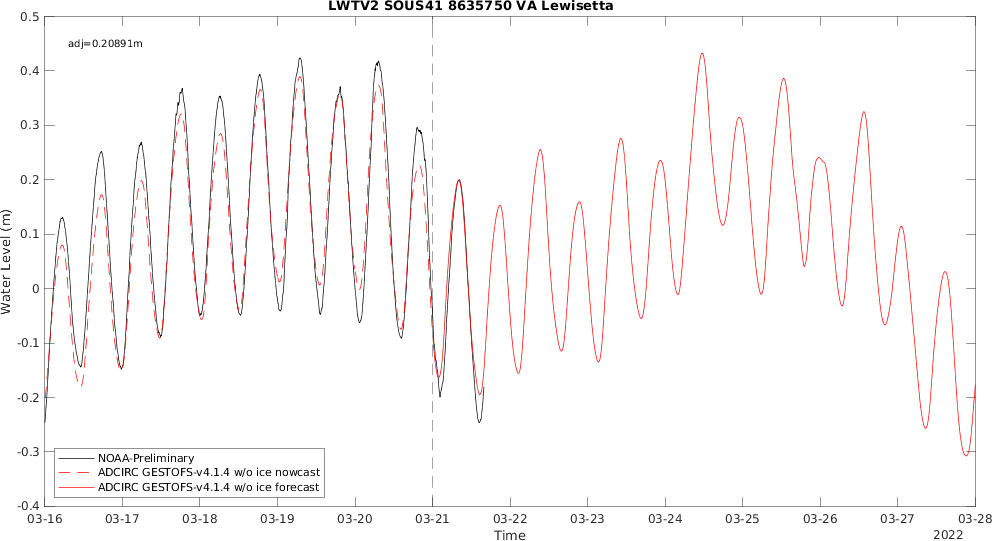 LWTV2 SOUS41 8635750 VA Lewisetta
adj=0.20891m
0.5
0.4
0.3
0.2
0.1
0
-0.1
-0.2
-0.3
-0.4
Water Level (m)
NOAA-Preliminary
ADCIRC GESTOFS-v4.1.4 w/o ice nowcast
ADCIRC GESTOFS-v4.1.4 w/o ice forecast
03-16 03-17 03-18 03-19 03-20 03-21 03-22 03-23 03-24 03-25 03-26 03-27 03-28
Time
2022